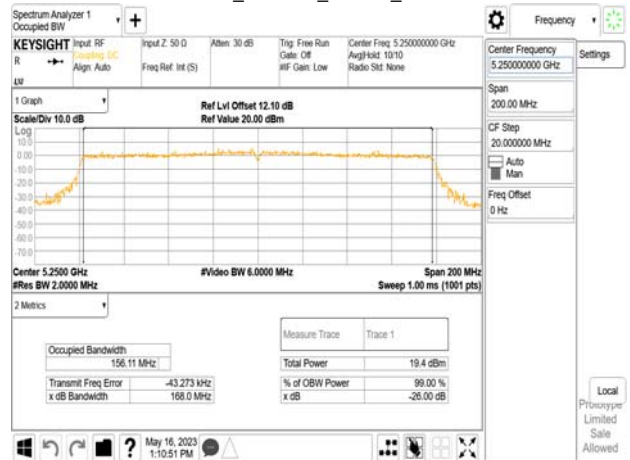 Spectrum Analyzer 1
Occupied BW
+
Frequency
KEYSIGHT
R
Input: RF
Coupling: DC
Align: Auto
Input Z: 50 Ω
Freq Ref: Int (S)
Atten: 30 dB
Trig: Free Run
Gate: Off
#IF Gain: Low
Center Freq: 5.250000000 GHz
Avg|Hold: 10/10
Radio Std: None
Center Frequency
5.250000000 GHz
Settings
Span
200.00 MHz
CF Step
20.000000 MHz
Auto
Man
Freq Offset
0 Hz
1 Graph
Scale/Div 10.0 dB
Ref Lvl Offset 12.10 dB
Ref Value 20.00 dBm
Log
10.0
0.00
-10.0
-20.0
-30.0
-40.0
-50.0
-60.0
-70.0
Center 5.2500 GHz
#Res BW 2.0000 MHz
#Video BW 6.0000 MHz
Span 200 MHz
Sweep 1.00 ms (1001 pts)
2 Metrics
Measure Trace
Trace 1
Occupied Bandwidth
156.11 MHz
Total Power
19.4 dBm
Transmit Freq Error
-43.273 kHz
% of OBW Power
99.00 %
x dB Bandwidth
168.0 MHz
x dB
-26.00 dB
Local
Prototype
Limited
Sale
Allowed
?
May 16, 2023
1:10:51 PM